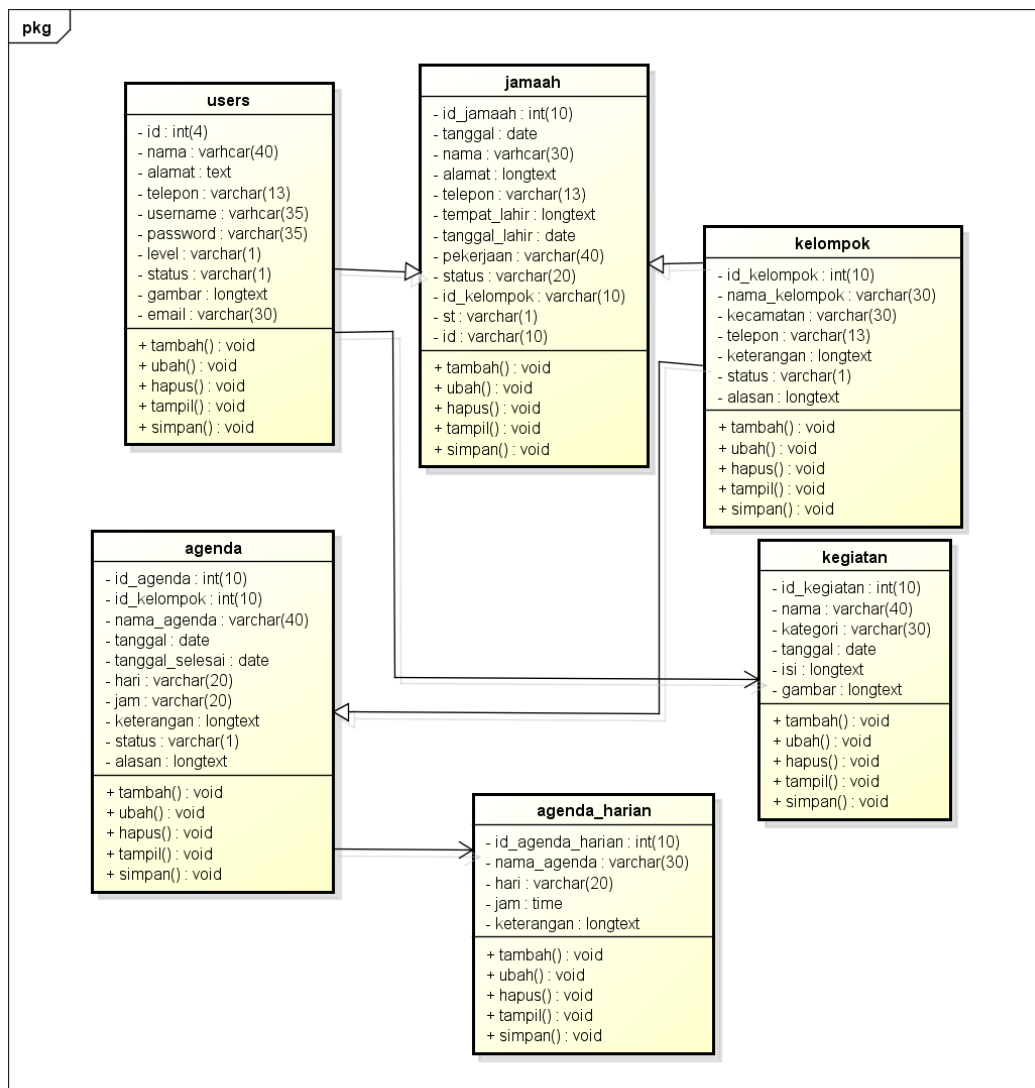 pkg
users
- id : int(4)
- nama : varhcar(40)
- alamat : text
- telepon : varchar(13)
- username : varhcar(35)
- password : varchar(35)
- level : varchar(1)
- status : varchar(1)
- gambar : longtext
- email : varchar(30)
+ tambah() : void
+ ubah() : void
+ hapus() : void
+ tampil() : void
+ simpan() : void
jamaah
- id_jamaah : int(10)
- tanggal : date
- nama : varhcar(30)
- alamat : longtext
- telepon : varchar(13)
- tempat_lahir : longtext
- tanggal_lahir : date
- pekerjaan : varchar(40)
- status : varchar(20)
- id_kelompok : varchar(10)
- st : varchar(1)
- id : varchar(10)
+ tambah() : void
+ ubah() : void
+ hapus() : void
+ tampil() : void
+ simpan() : void
kelompok
- id_kelompok : int(10)
- nama_kelompok : varchar(30)
- kecamatan : varchar(30)
- telepon : varchar(13)
- keterangan : longtext
- status : varchar(1)
- alasan : longtext
+ tambah() : void
+ ubah() : void
+ hapus() : void
+ tampil() : void
+ simpan() : void
agenda
- id_agenda : int(10)
- id_kelompok : int(10)
- nama_agenda : varchar(40)
- tanggal : date
- tanggal_selesai : date
- hari : varchar(20)
- jam : varchar(20)
- keterangan : longtext
- status : varchar(1)
- alasan : longtext
+ tambah() : void
+ ubah() : void
+ hapus() : void
+ tampil() : void
+ simpan() : void
kegiatan
- id_kegiatan : int(10)
- nama : varchar(40)
- kategori : varchar(30)
- tanggal : date
- isi : longtext
- gambar : longtext
+ tambah() : void
+ ubah() : void
+ hapus() : void
+ tampil() : void
+ simpan() : void
agenda_harian
- id_agenda_harian : int(10)
- nama_agenda : varchar(30)
- hari : varchar(20)
- jam : time
- keterangan : longtext
+ tambah() : void
+ ubah() : void
+ hapus() : void
+ tampil() : void
+ simpan() : void